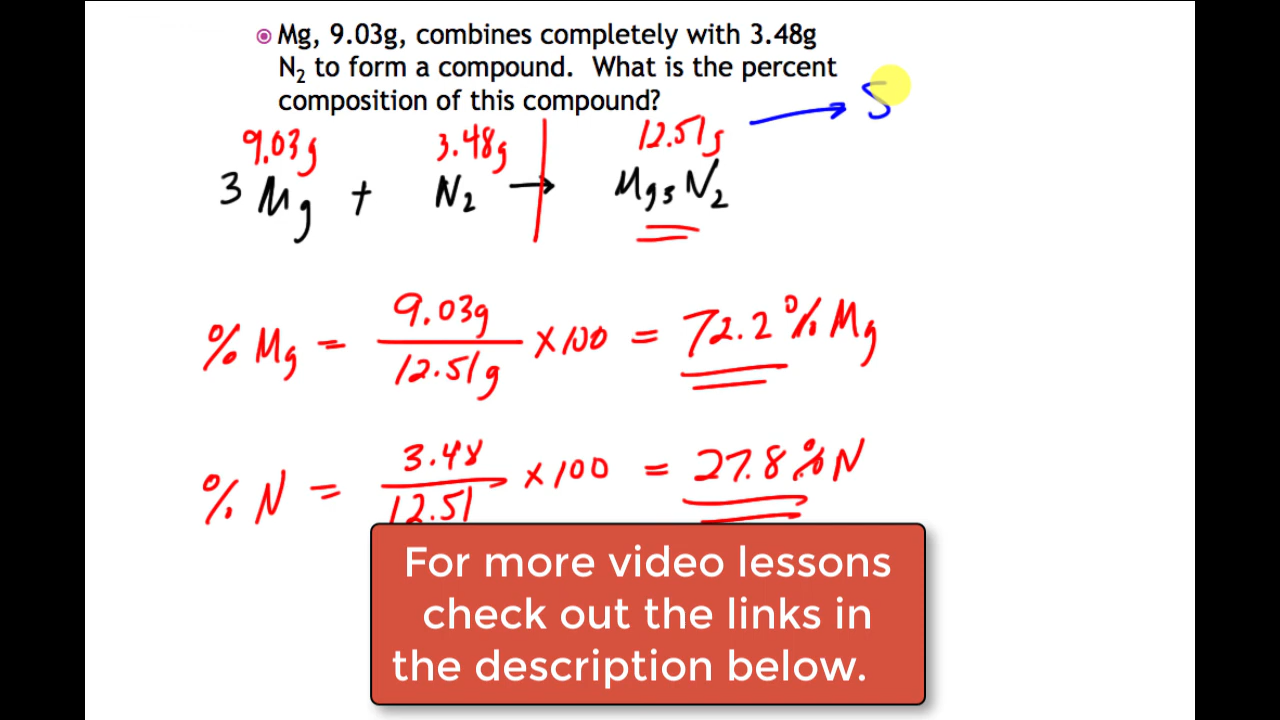 Mg, 9.03g, combines completely with 3.48g
N₂ to form a compound. What is the percent
composition of this compound?
S
9.03g 3.48g 12.51g
3 Mg + N₂ → Mg₃N₂
% Mg = 9.03g / 12.51g × 100 = 72.2% Mg
% N = 3.48 / 12.51 × 100 = 27.8% N
For more video lessons
check out the links in
the description below.